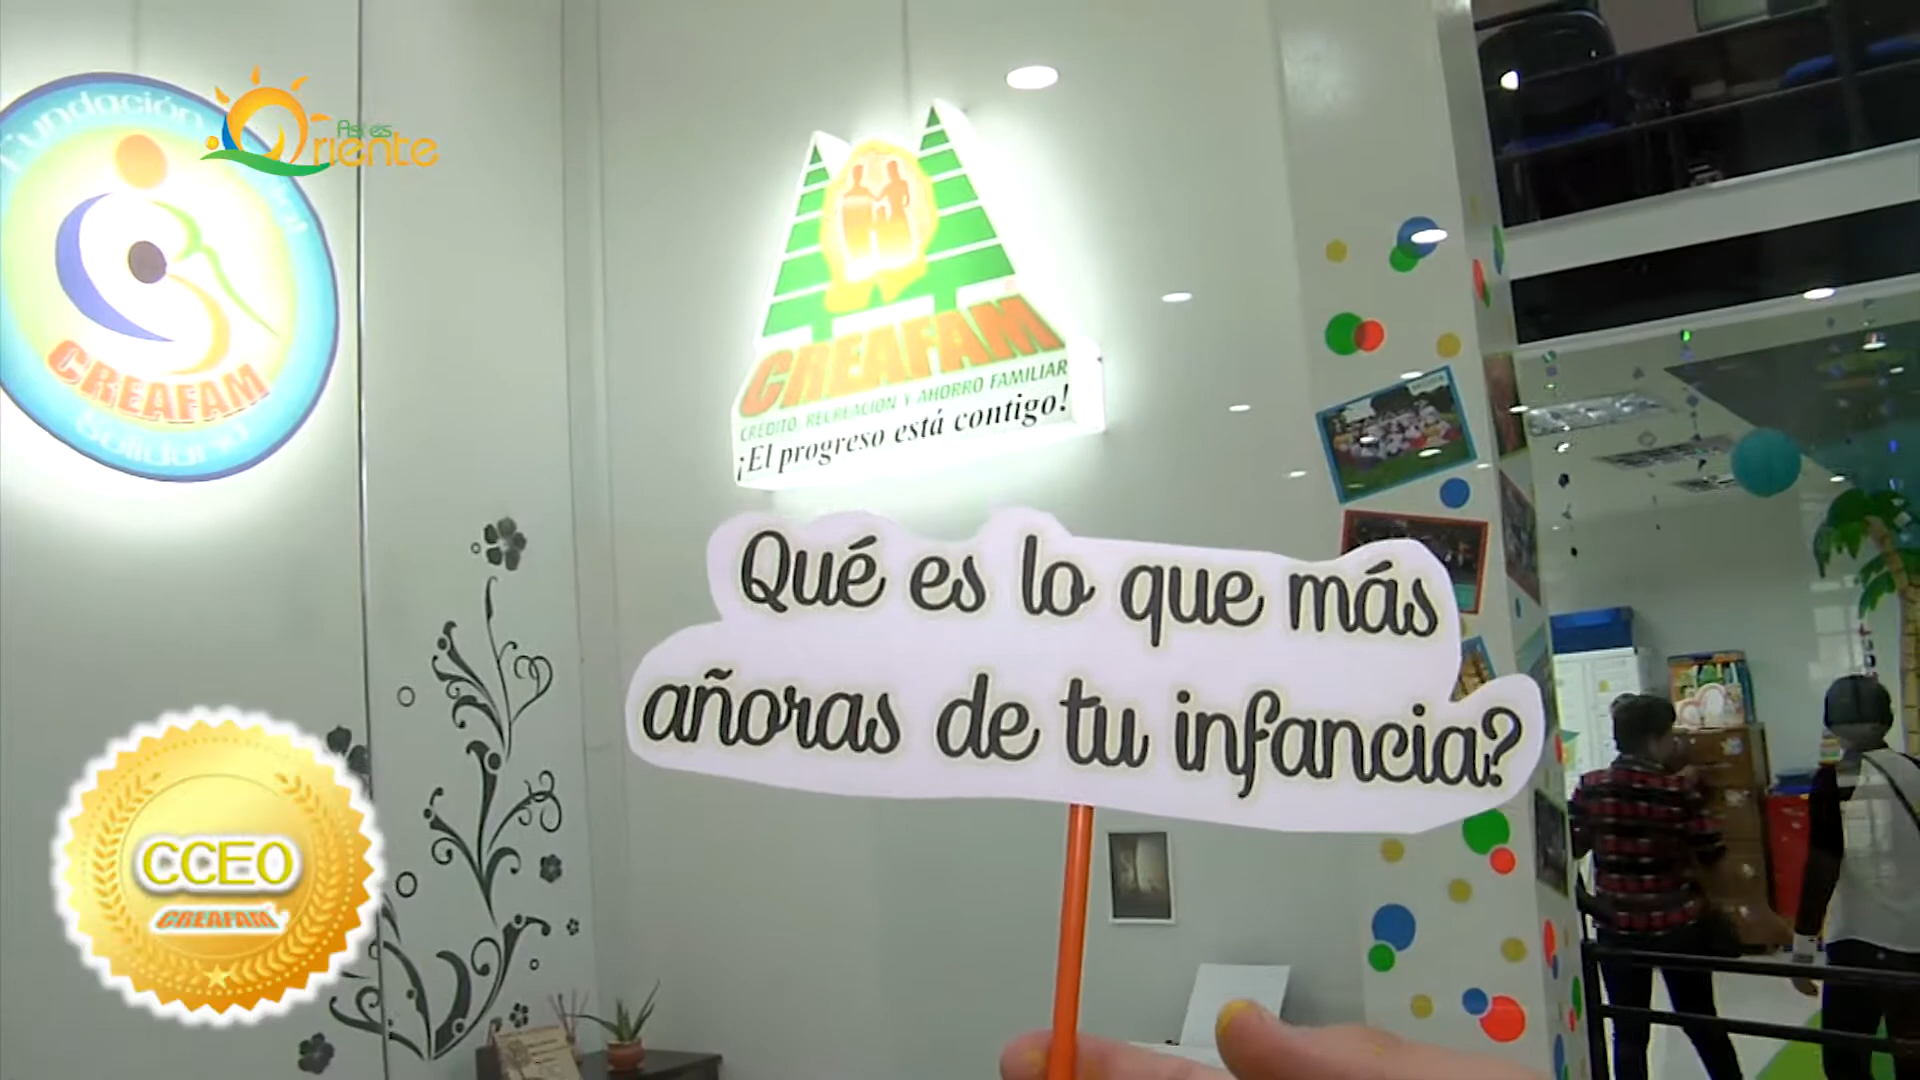 Fundación
CREAFAM
Solidaria
Así es
Oriente
CREAFAM
CRÉDITO, RECREACIÓN Y AHORRO FAMILIAR
¡El progreso está contigo!
Qué es lo que más
añoras de tu infancia?
CCEO
CREAFAM